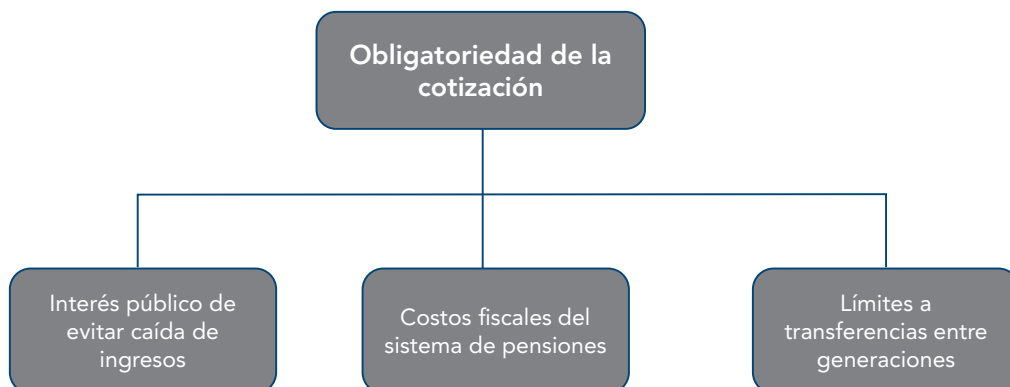 Obligatoriedad de la
cotización
Interés público de
evitar caída de
ingresos
Costos fiscales del
sistema de pensiones
Límites a
transferencias entre
generaciones